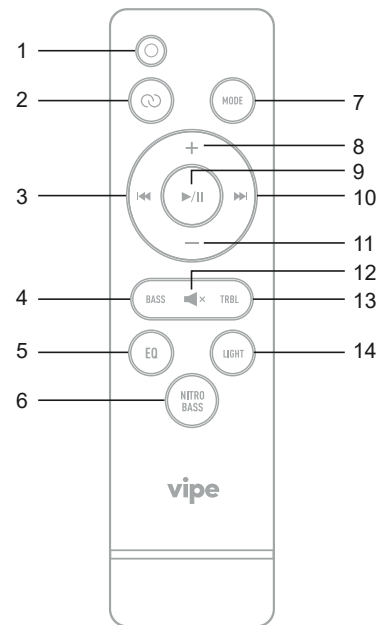 1
2
MODE
7
+
8
9
3
▶/II
10
—
11
12
4
BASS
TRBL
13
5
EQ
LIGHT
14
6
NITRO
BASS
vipe